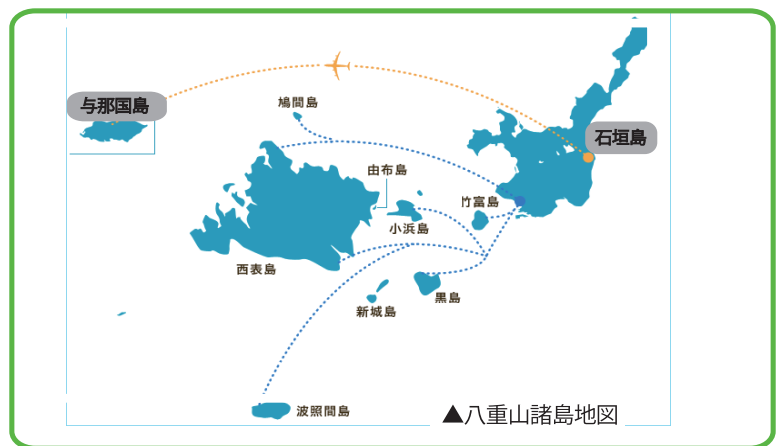 与那国島
鳩間島
石垣島
由布島
竹富島
小浜島
西表島
黒島
新城島
波照間島
▲八重山諸島地図